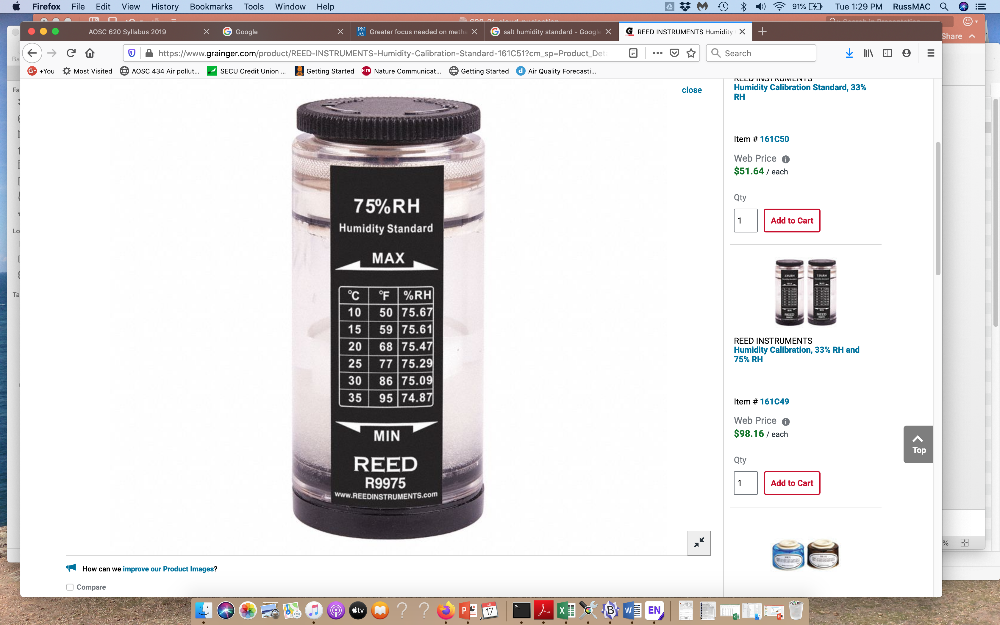 Firefox File Edit View History Bookmarks Tools Window Help
91% Tue 1:29 PM RussMAC
AOSC 620 Syllabus 2019
Google
Greater focus needed on metha
salt humidity standard - Google
REED INSTRUMENTS Humidity
Share
https://www.grainger.com/product/REED-INSTRUMENTS-Humidity-Calibration-Standard-161C51?cm_sp=Product_Det
Search
+You
Most Visited
AOSC 434 Air pollut...
SECU Credit Union ...
Getting Started
Nature Communicat...
Getting Started
Air Quality Forecasti...
close
75%RH
Humidity Standard
MAX
°C °F %RH
10 50 75.67
15 59 75.61
20 68 75.47
25 77 75.29
30 86 75.09
35 95 74.87
MIN
REED
R9975
www.REEDINSTRUMENTS.com
How can we improve our Product Images?
Compare
REED INSTRUMENTS
Humidity Calibration Standard, 33%
RH
Item # 161C50
Web Price
$51.64 / each
Qty
1 Add to Cart
REED INSTRUMENTS
Humidity Calibration, 33% RH and
75% RH
Item # 161C49
Web Price
$98.16 / each
Qty
1 Add to Cart
Top
%
JUL
17
tv
EN